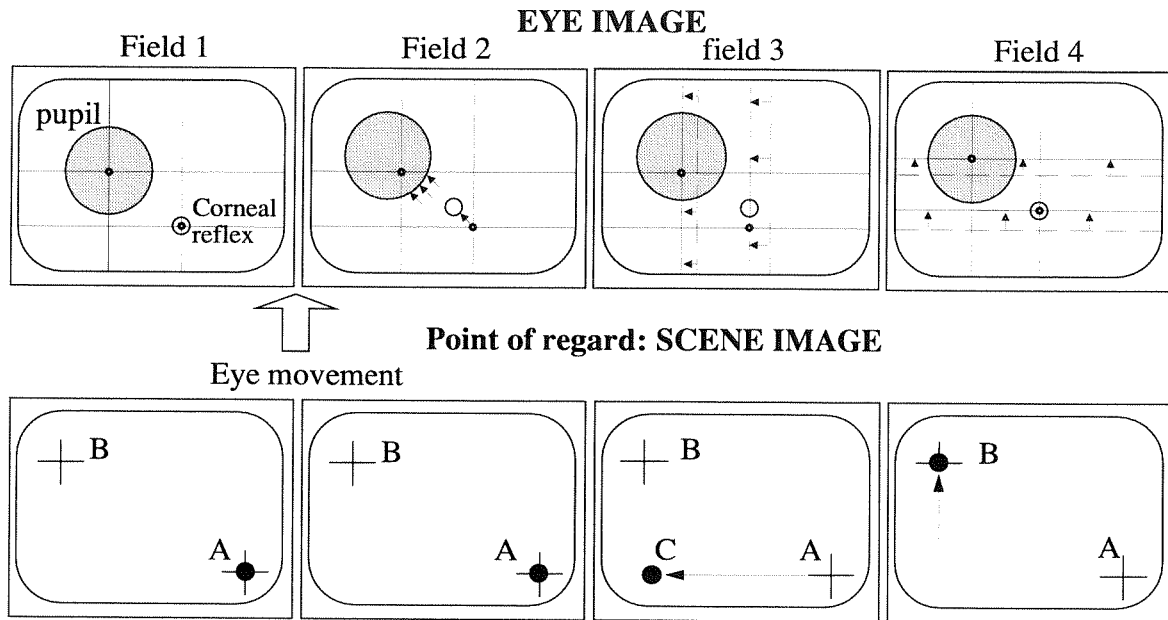 EYE IMAGE
Field 1
Field 2
field 3
Field 4
pupil
Corneal
reflex
Point of regard: SCENE IMAGE
Eye movement
B
A
B
A
B
C
A
B
A